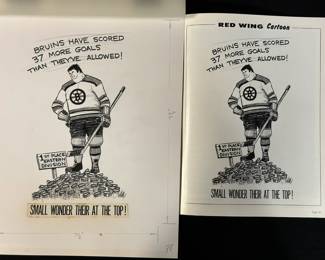 BRUINS HAVE SCORED
37 MORE GOALS
THAN THEY'VE ALLOWED!
B
1ST PLACE
EASTERN
DIVISION
SMALL WONDER THEIR AT THE TOP!
RED WING Cartoon
BRUINS HAVE SCORED
37 MORE GOALS
THAN THEY'VE ALLOWED!
B
1ST PLACE
EASTERN
DIVISION
SMALL WONDER THEIR AT THE TOP!